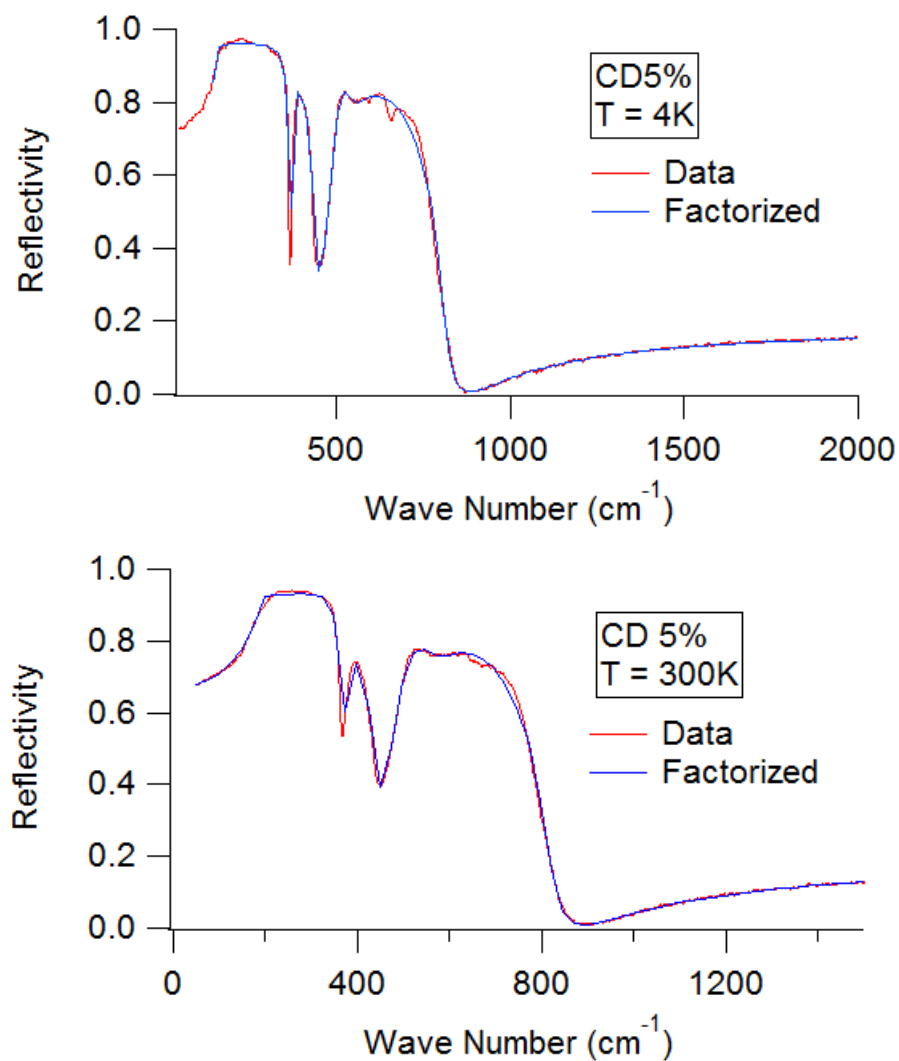 1.0
0.8
0.6
0.4
0.2
0.0
Reflectivity
CD5%
T = 4K
Data
Factorized
500
1000
1500
2000
Wave Number (cm⁻¹)
1.0
0.8
0.6
0.4
0.2
0.0
Reflectivity
CD 5%
T = 300K
Data
Factorized
0
400
800
1200
Wave Number (cm⁻¹)